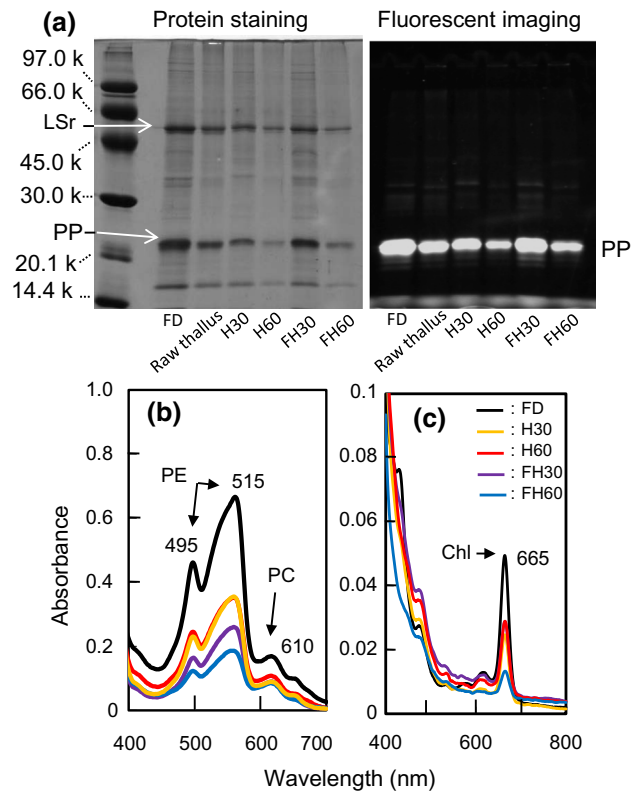 (a) Protein staining Fluorescent imaging
97.0 k
66.0 k
LSr
45.0 k
30.0 k
PP
20.1 k
14.4 k
PP
FD Raw thallus H30 H60 FH30 FH60
FD Raw thallus H30 H60 FH30 FH60
(b)
1.0
0.8
0.6
0.4
0.2
0
PE
515
495
PC
610
400 500 600 700
Absorbance
(c)
0.1
0.08
0.06
0.04
0.02
0
: FD
: H30
: H60
: FH30
: FH60
Chl
665
400 600 800
Wavelength (nm)